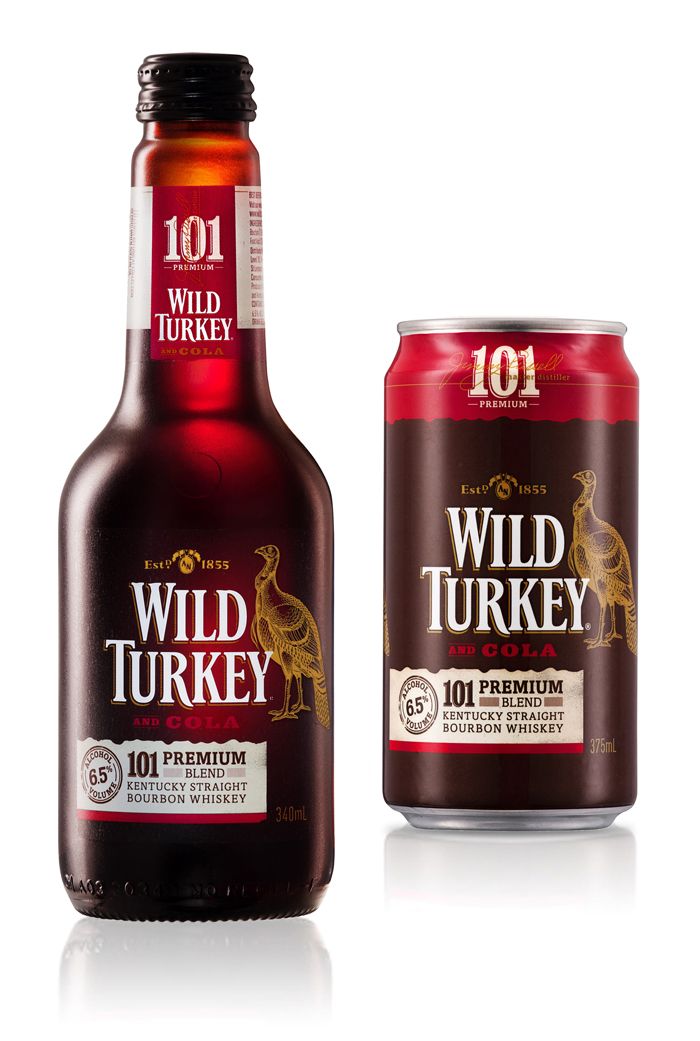 101
PREMIUM
WILD
TURKEY
AND COLA
Estᴰ 1855
WILD
TURKEY
AND COLA
ALCOHOL
6.5%
VOLUME
101 PREMIUM
BLEND
KENTUCKY STRAIGHT
BOURBON WHISKEY
340mL
101
master distiller
PREMIUM
Estᴰ 1855
WILD
TURKEY®
AND COLA
ALCOHOL
6.5%
VOLUME
101 PREMIUM
BLEND
KENTUCKY STRAIGHT
BOURBON WHISKEY
375mL